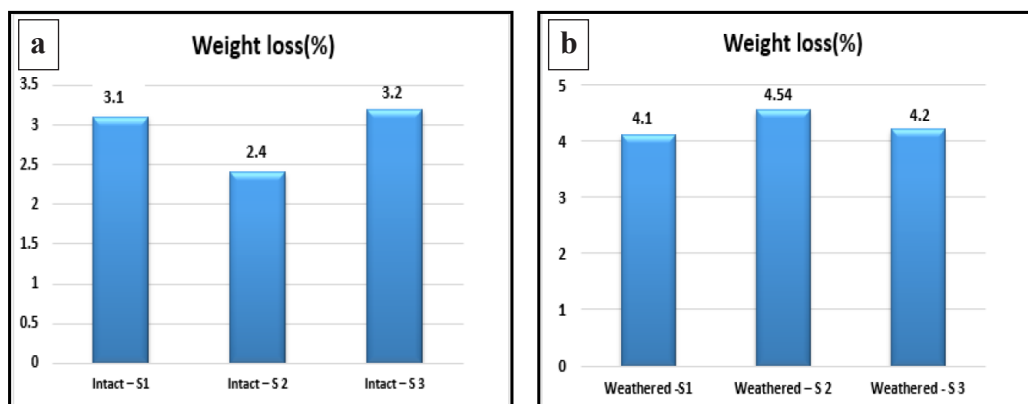 a
Weight loss(%)
3.5
3
2.5
2
1.5
1
0.5
0
3.1
2.4
3.2
Intact – S1
Intact – S 2
Intact – S 3
b
Weight loss(%)
5
4
3
2
1
0
4.1
4.54
4.2
Weathered -S1
Weathered – S 2
Weathered - S 3